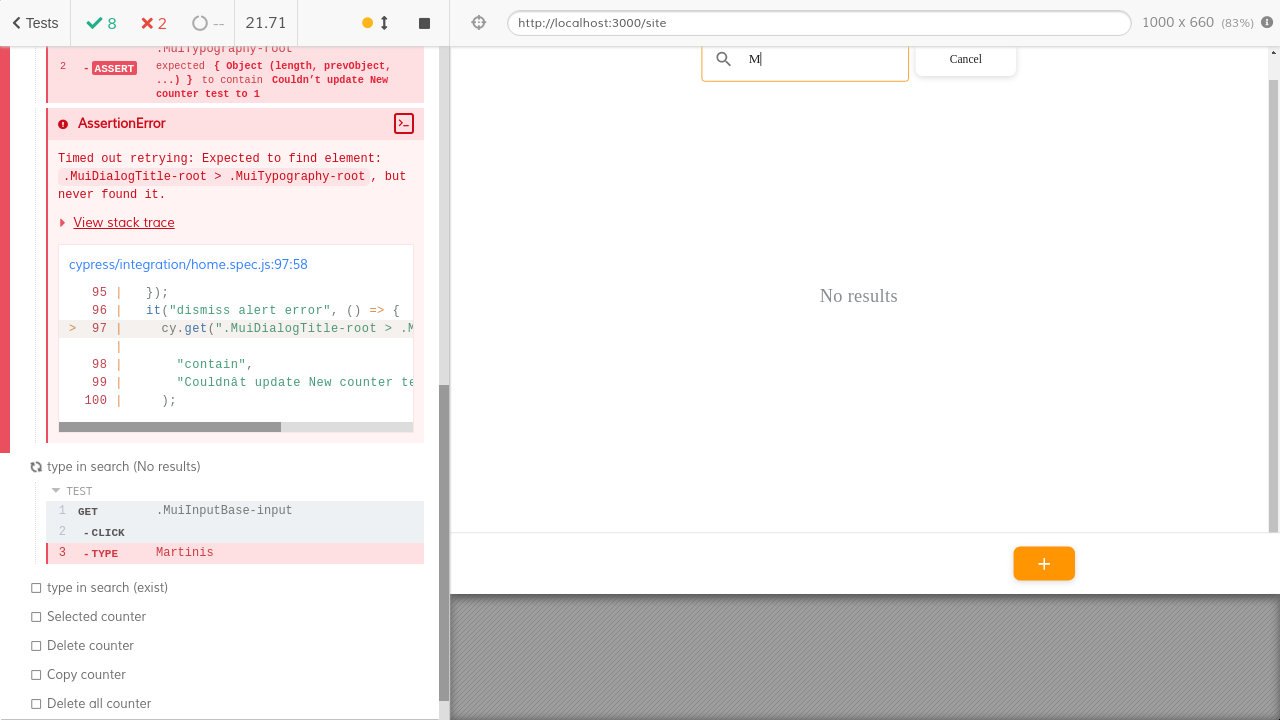 Tests 8 2 -- 21.71
http://localhost:3000/site 1000 x 660 (83%)
.MuiTypography-root
2 - ASSERT expected { Object (length, prevObject,
...) } to contain Couldn’t update New
counter test to 1
AssertionError
Timed out retrying: Expected to find element:
.MuiDialogTitle-root > .MuiTypography-root, but
never found it.
View stack trace
cypress/integration/home.spec.js:97:58
95 | });
96 | it("dismiss alert error", () => {
> 97 | cy.get(".MuiDialogTitle-root > .M
|
98 | "contain",
99 | "Couldnât update New counter te
100 | );
type in search (No results)
TEST
1 GET .MuiInputBase-input
2 - CLICK
3 - TYPE Martinis
type in search (exist)
Selected counter
Delete counter
Copy counter
Delete all counter
M
Cancel
No results
+